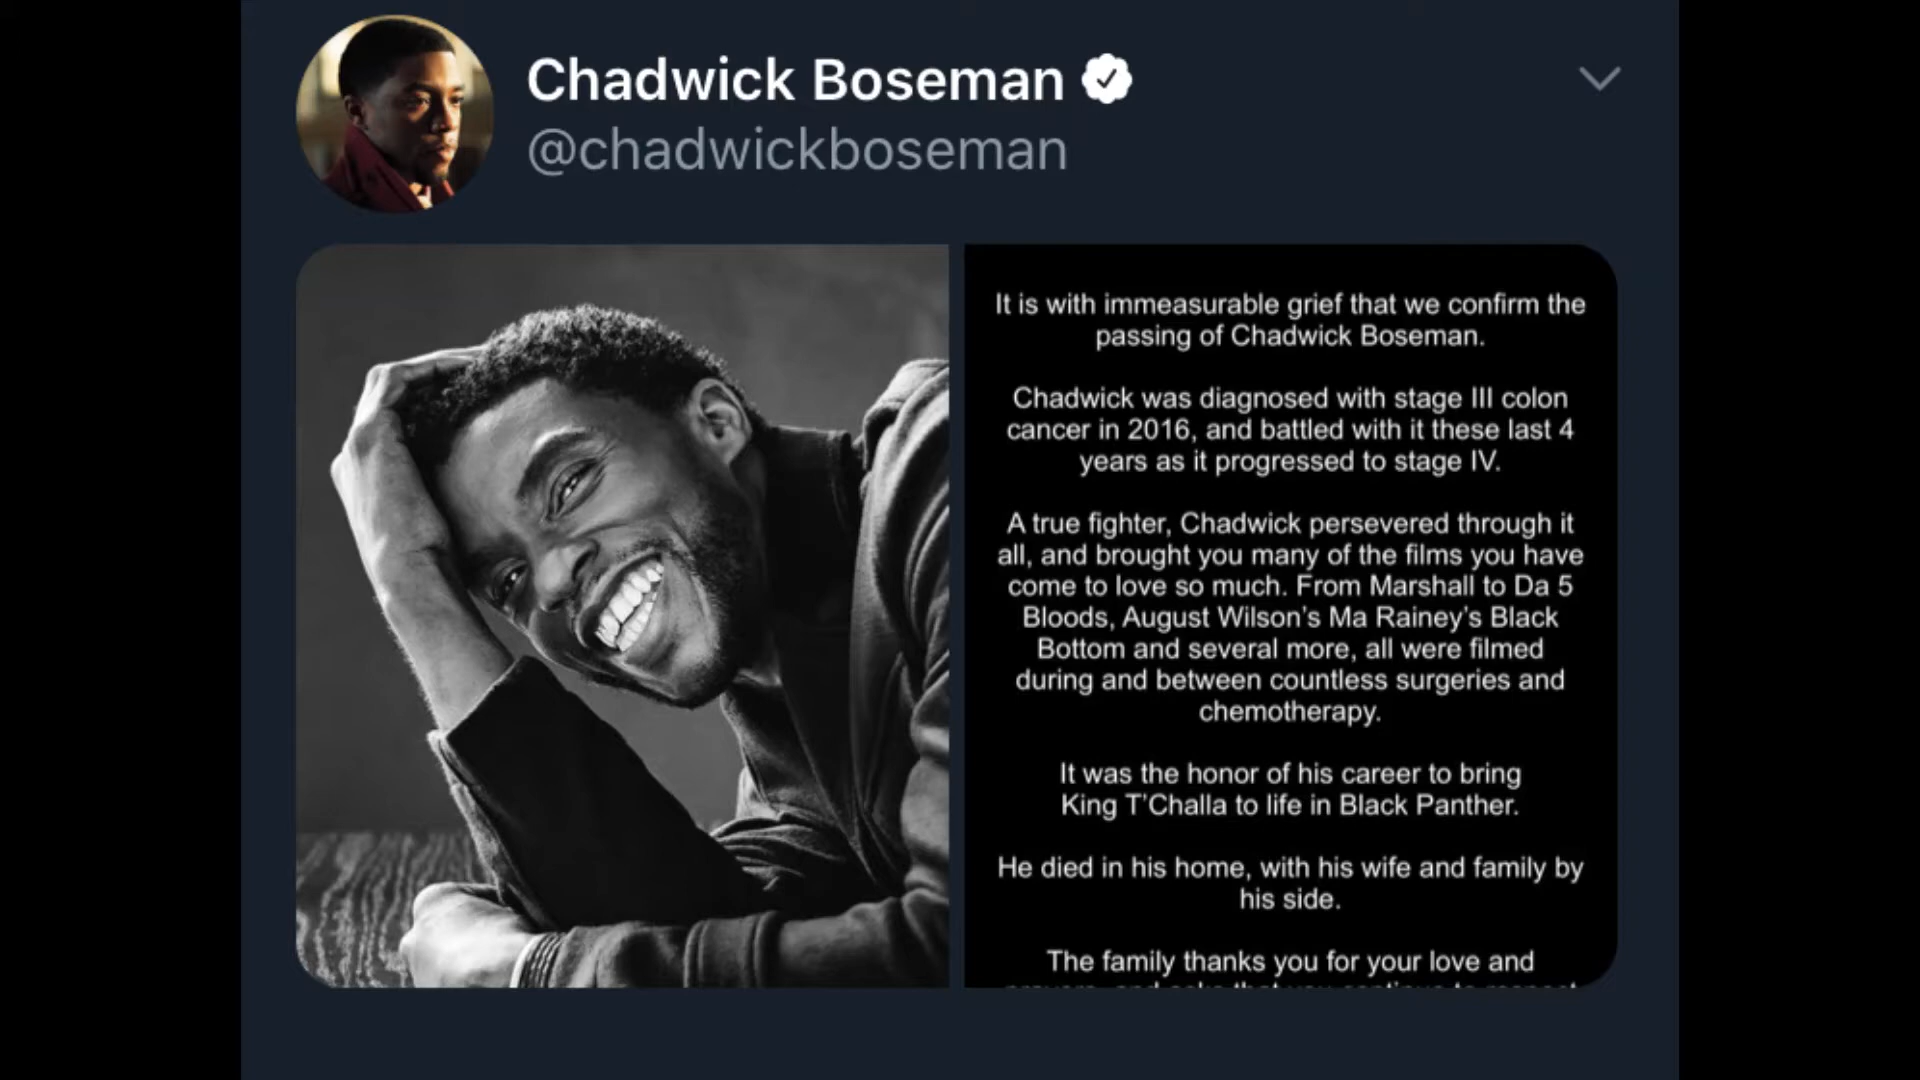 Chadwick Boseman
@chadwickboseman
It is with immeasurable grief that we confirm the
passing of Chadwick Boseman.
Chadwick was diagnosed with stage III colon
cancer in 2016, and battled with it these last 4
years as it progressed to stage IV.
A true fighter, Chadwick persevered through it
all, and brought you many of the films you have
come to love so much. From Marshall to Da 5
Bloods, August Wilson's Ma Rainey's Black
Bottom and several more, all were filmed
during and between countless surgeries and
chemotherapy.
It was the honor of his career to bring
King T'Challa to life in Black Panther.
He died in his home, with his wife and family by
his side.
The family thanks you for your love and